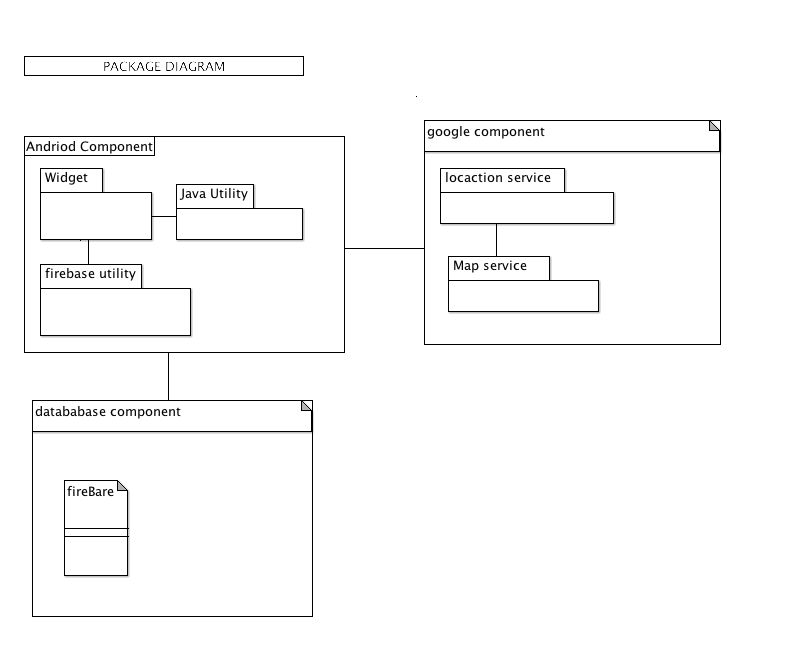 PACKAGE DIAGRAM
Andriod Component
Widget
Java Utility
firebase utility
google component
locaction service
Map service
datababase component
fireBare